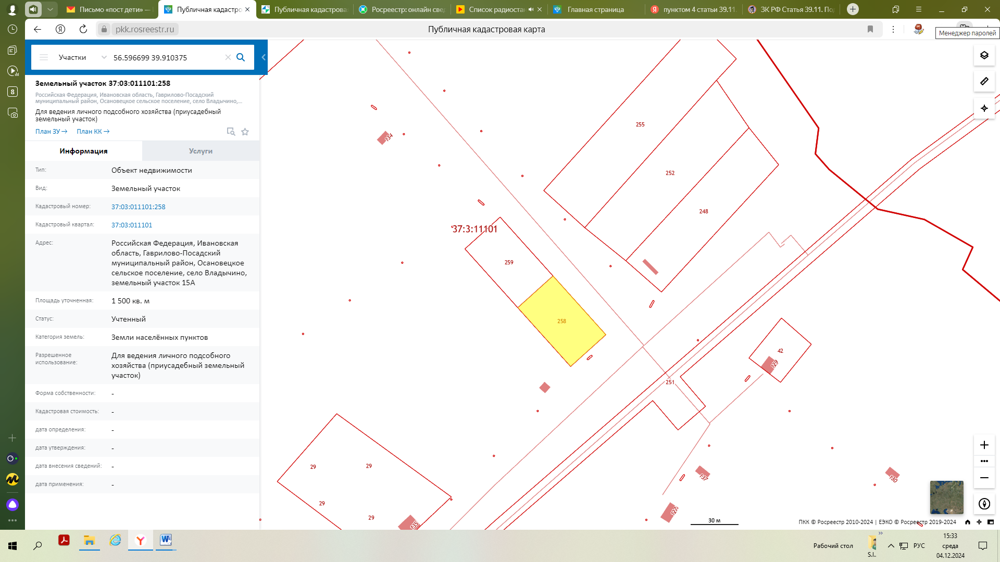 Письмо «пост дети» —
Публичная кадастро
Публичная кадастрова
Росреестр: онлайн све
Список радиоста
Главная страница
пунктом 4 статьи 39.11
ЗК РФ Статья 39.11. По
pkk.rosreestr.ru
Публичная кадастровая карта
Менеджер паролей
Участки
56.596699 39.910375
Земельный участок 37:03:011101:258
Российская Федерация, Ивановская область, Гаврилово-Посадский
муниципальный район, Осановецкое сельское поселение, село Владычино,...
Для ведения личного подсобного хозяйства (приусадебный
земельный участок)
План ЗУ →
План КК →
Информация
Услуги
Тип:
Объект недвижимости
Вид:
Земельный участок
Кадастровый номер:
37:03:011101:258
Кадастровый квартал:
37:03:011101
Адрес:
Российская Федерация, Ивановская
область, Гаврилово-Посадский
муниципальный район, Осановецкое
сельское поселение, село Владычино,
земельный участок 15А
Площадь уточненная:
1 500 кв. м
Статус:
Учтенный
Категория земель:
Земли населённых пунктов
Разрешенное
использование:
Для ведения личного подсобного
хозяйства (приусадебный земельный
участок)
Форма собственности:
-
Кадастровая стоимость:
-
дата определения:
-
дата утверждения:
-
дата внесения сведений:
-
дата применения:
-
8
134
255
252
248
37:3:11101
259
258
42
129
251
29
29
29
29
135
137
127
130
30 м
ПКК © Росреестр 2010-2024 | ЕЭКО © Росреестр 2019-2024
Рабочий стол
S.I..
РУС
15:33
среда
04.12.2024